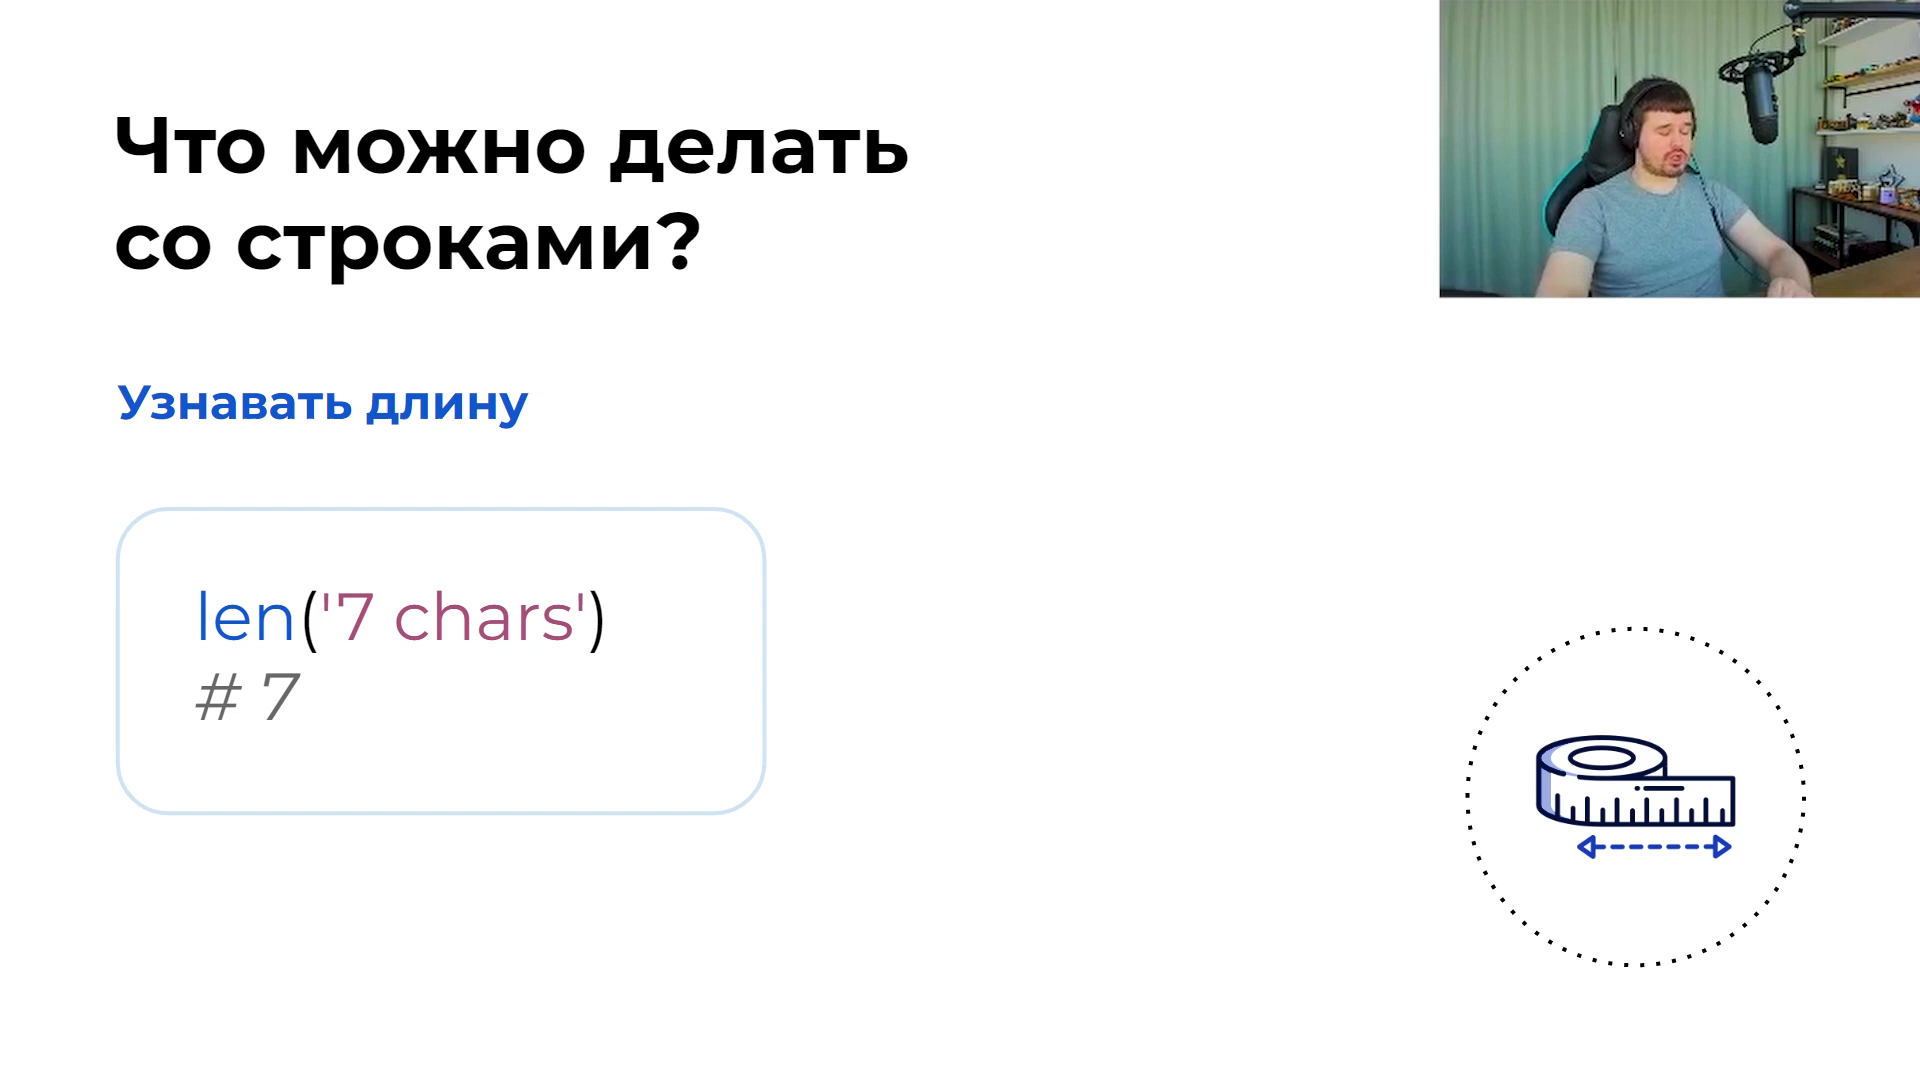 Что можно делать
со строками?
Узнавать длину
len('7 chars')
# 7